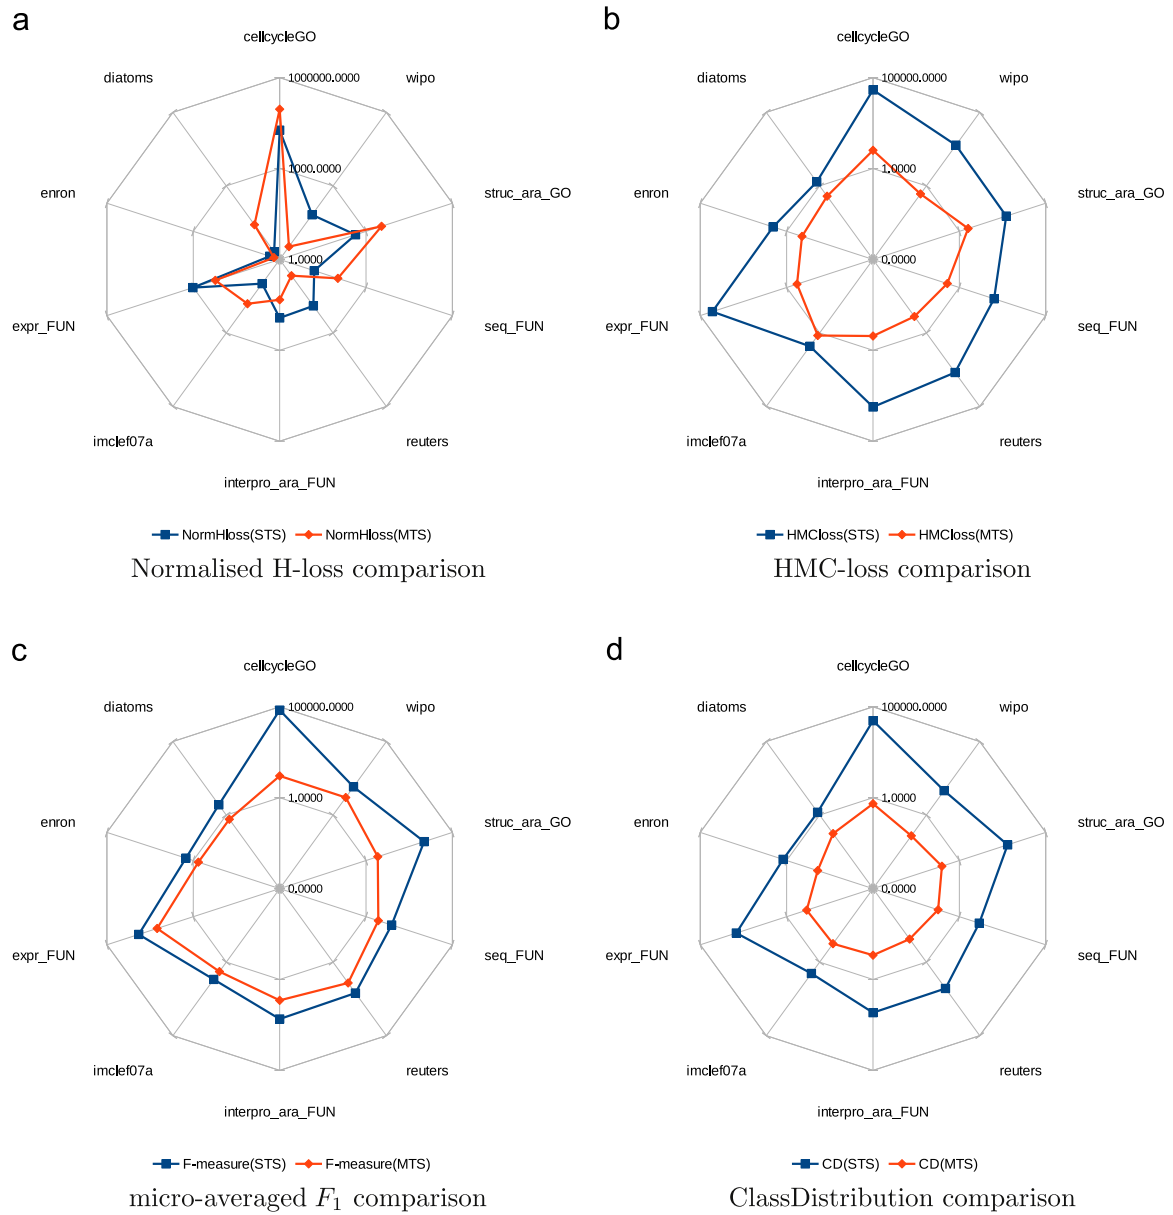 a
cellcycleGO
diatoms
1000000.0000
wipo
1000.0000
enron
struc_ara_GO
1.0000
expr_FUN
seq_FUN
imclef07a
reuters
interpro_ara_FUN
NormHloss(STS) NormHloss(MTS)
Normalised H-loss comparison
b
cellcycleGO
diatoms
100000.0000
wipo
1.0000
enron
struc_ara_GO
0.0000
expr_FUN
seq_FUN
imclef07a
reuters
interpro_ara_FUN
HMCloss(STS) HMCloss(MTS)
HMC-loss comparison
c
cellcycleGO
diatoms
100000.0000
wipo
1.0000
enron
struc_ara_GO
0.0000
expr_FUN
seq_FUN
imclef07a
reuters
interpro_ara_FUN
F-measure(STS) F-measure(MTS)
micro-averaged F1 comparison
d
cellcycleGO
diatoms
100000.0000
wipo
1.0000
enron
struc_ara_GO
0.0000
expr_FUN
seq_FUN
imclef07a
reuters
interpro_ara_FUN
CD(STS) CD(MTS)
ClassDistribution comparison